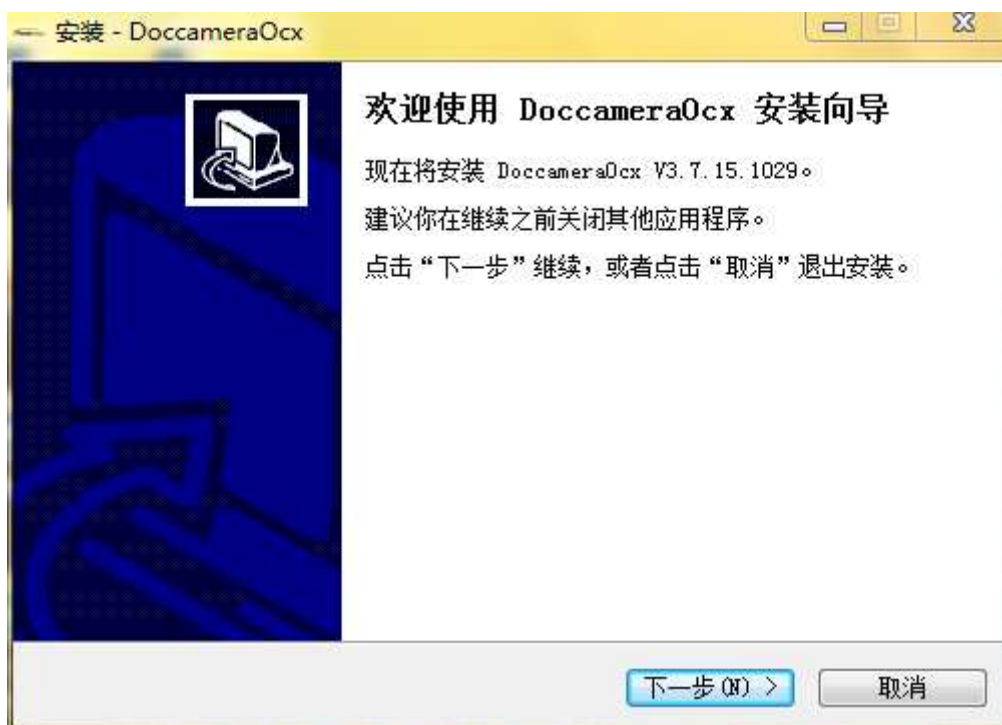 安装 - DoccameraOcx
欢迎使用 DoccameraOcx 安装向导
现在将安装 DoccameraOcx V3.7.15.1029。
建议你在继续之前关闭其他应用程序。
点击“下一步”继续，或者点击“取消”退出安装。
下一步(N) >
取消